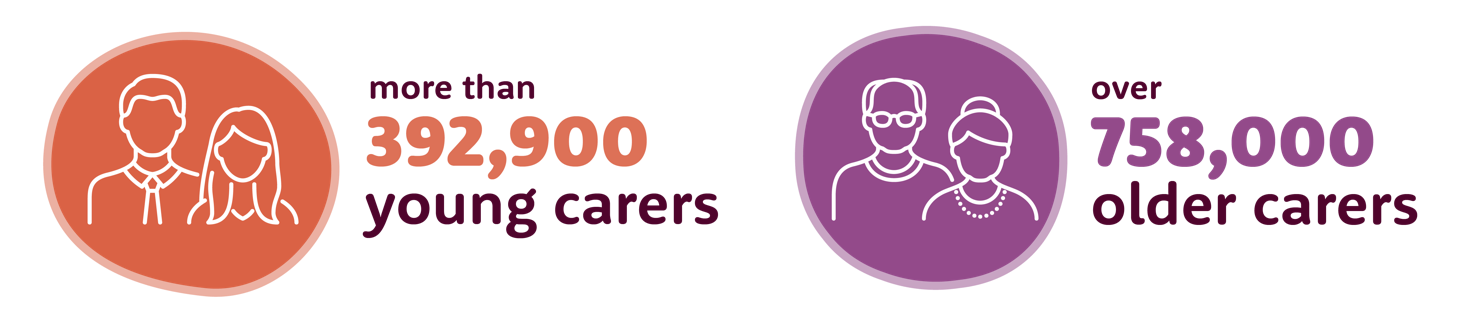 more than
392,900
young carers
over
758,000
older carers